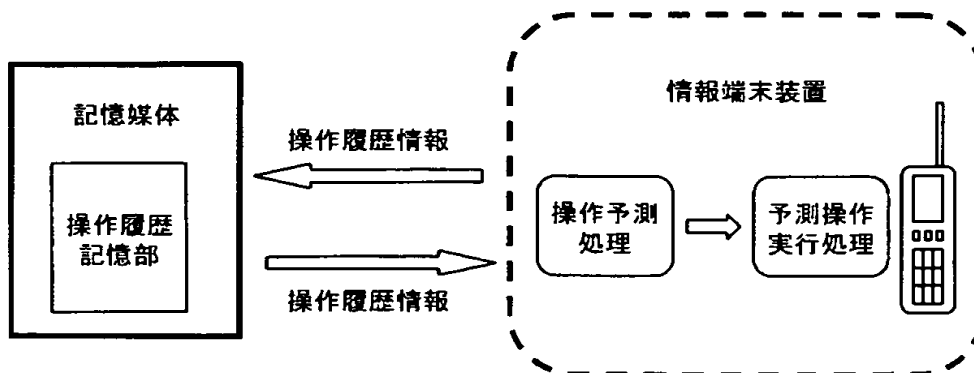 記憶媒体
操作履歴
記憶部
操作履歴情報
操作履歴情報
情報端末装置
操作予測
処理
予測操作
実行処理